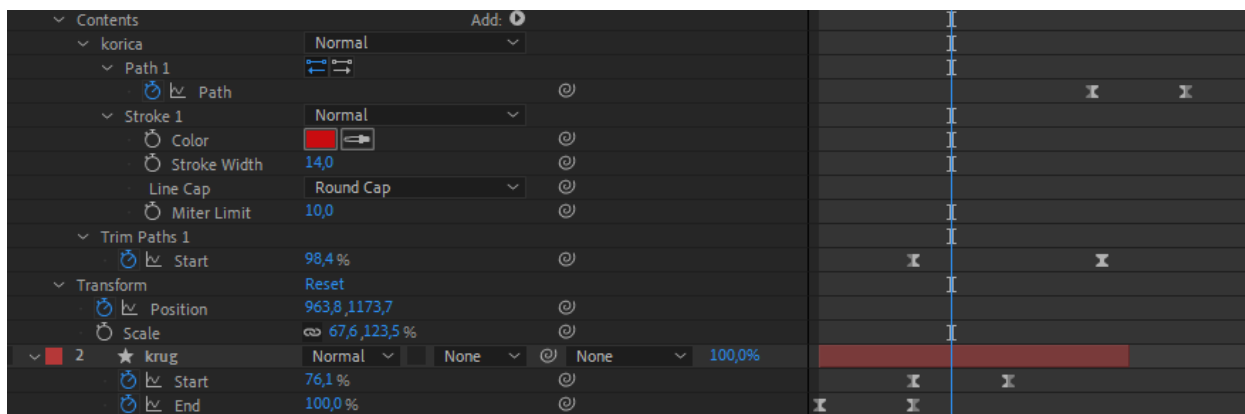 Contents Add:
korica Normal
Path 1
Path
Stroke 1 Normal
Color
Stroke Width 14,0
Line Cap Round Cap
Miter Limit 10,0
Trim Paths 1
Start 98,4 %
Transform Reset
Position 963,8 ,1173,7
Scale 67,6 ,123,5 %
2 krug Normal None None 100,0%
Start 76,1 %
End 100,0 %